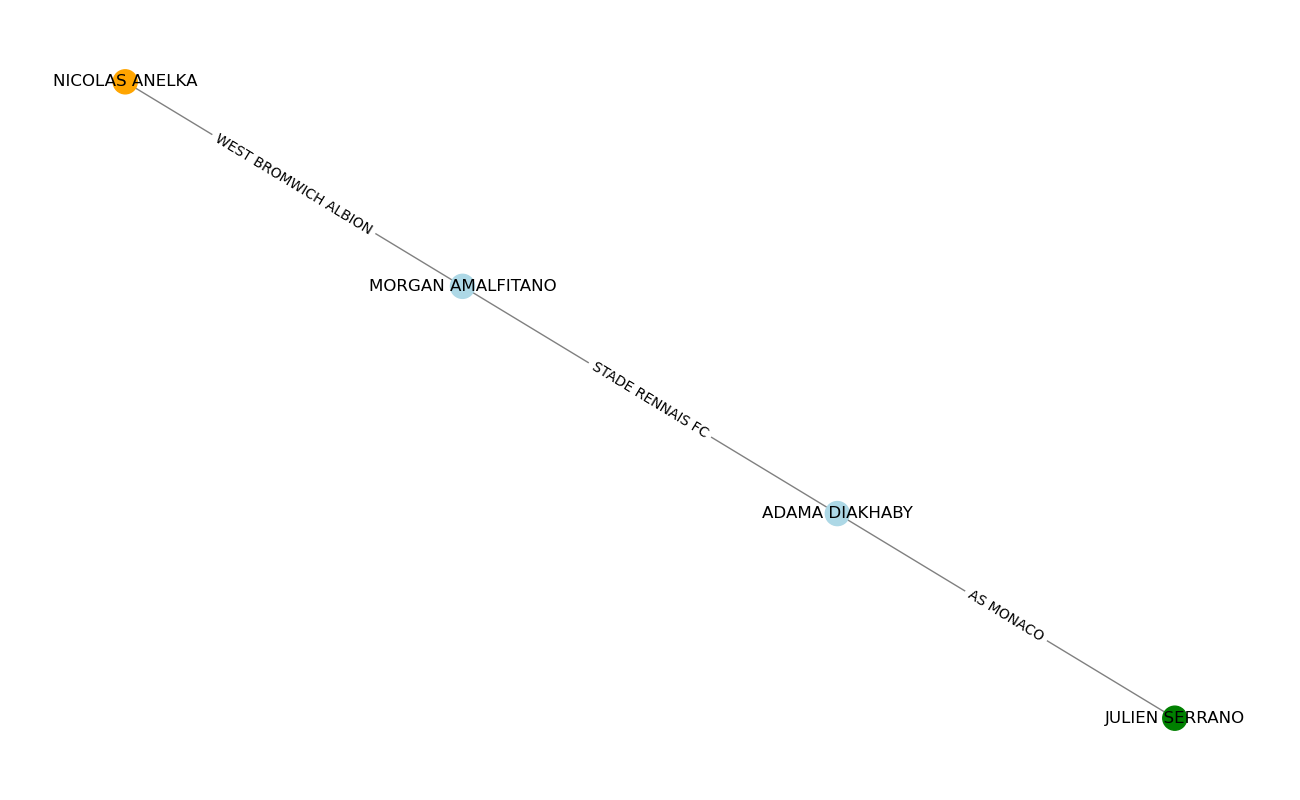 NICOLAS ANELKA
WEST BROMWICH ALBION
MORGAN AMALFITANO
STADE RENNAIS FC
ADAMA DIAKHABY
AS MONACO
JULIEN SERRANO